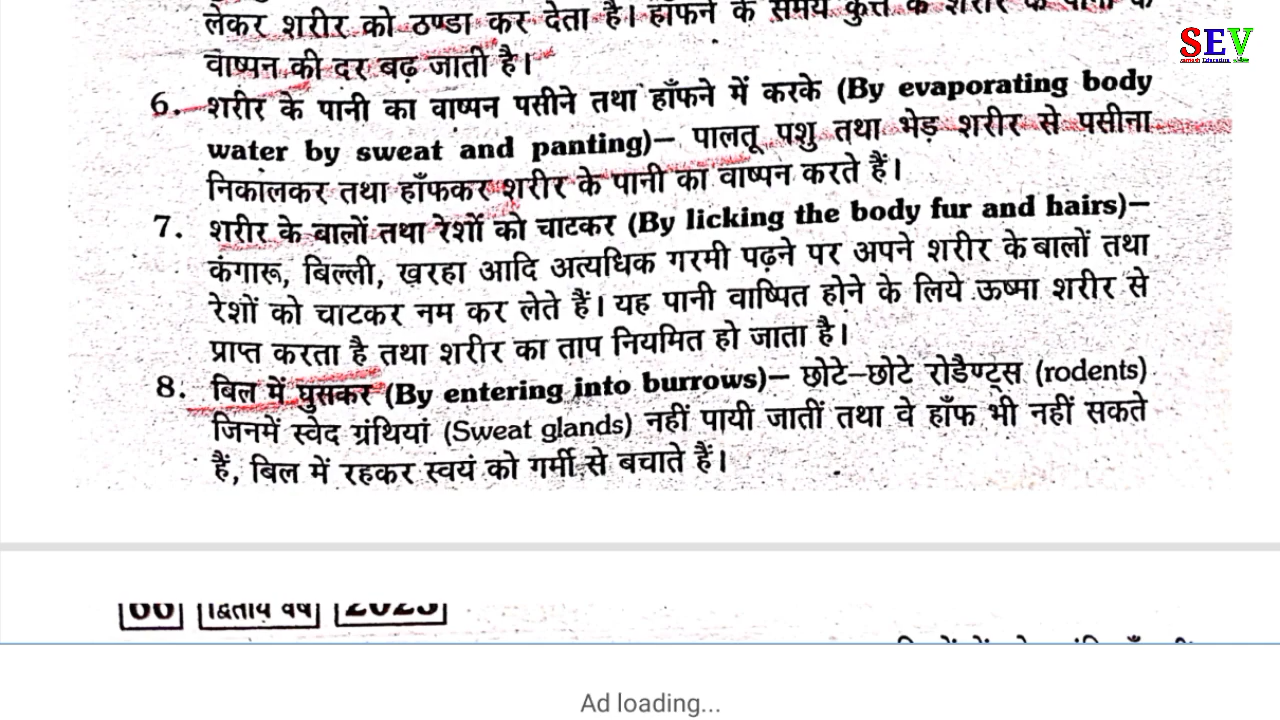 लेकर शरीर को ठण्डा कर देता है। हाँफने के समय कुत्ते के शरीर के पानी के
SEV
वाष्पन की दर बढ़ जाती है।
6. शरीर के पानी का वाष्पन पसीने तथा हाँफने में करके (By evaporating body
water by sweat and panting)— पालतू पशु तथा भेड़ शरीर से पसीना
निकालकर तथा हाँफकर शरीर के पानी का वाष्पन करते हैं।
7. शरीर के बालों तथा रेशों को चाटकर (By licking the body fur and hairs)—
कंगारू, बिल्ली, खरहा आदि अत्यधिक गरमी पढ़ने पर अपने शरीर के बालों तथा
रेशों को चाटकर नम कर लेते हैं। यह पानी वाष्पित होने के लिये ऊष्मा शरीर से
प्राप्त करता है तथा शरीर का ताप नियमित हो जाता है।
8. बिल में घुसकर (By entering into burrows)— छोटे–छोटे रोडैण्ट्स (rodents)
जिनमें स्वेद ग्रंथियां (Sweat glands) नहीं पायी जातीं तथा वे हाँफ भी नहीं सकते
हैं, बिल में रहकर स्वयं को गर्मी से बचाते हैं।
द्वितीय वर्ष 2023
Ad loading...